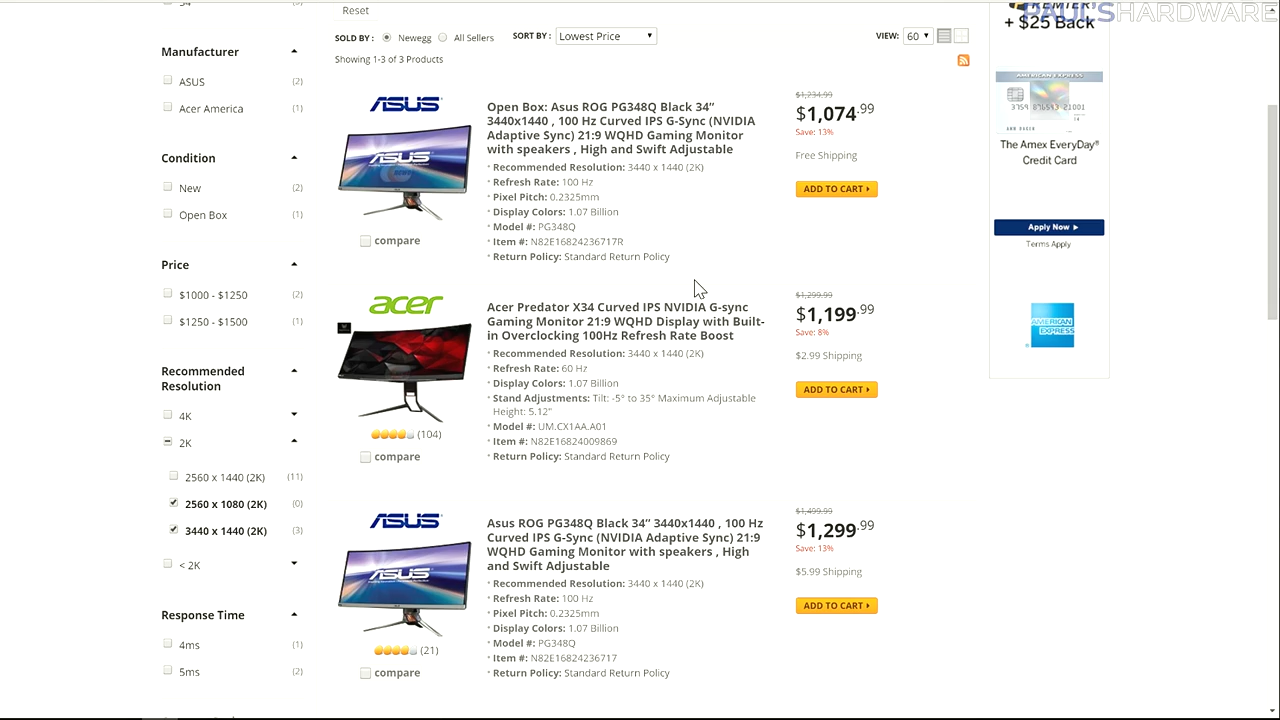 PREMIER®
PAUL'SHARDWARE
+ $25 Back
34"
Reset
SOLD BY : Newegg All Sellers SORT BY : Lowest Price VIEW: 60
Showing 1-3 of 3 Products
Manufacturer
ASUS (2)
Acer America (1)
Condition
New (2)
Open Box (1)
Price
$1000 - $1250 (2)
$1250 - $1500 (1)
Recommended
Resolution
4K
2K
2560 x 1440 (2K) (11)
2560 x 1080 (2K) (0)
3440 x 1440 (2K) (3)
< 2K
Response Time
4ms (1)
5ms (2)
ASUS
ASUS
compare
Open Box: Asus ROG PG348Q Black 34”
3440x1440 , 100 Hz Curved IPS G-Sync (NVIDIA
Adaptive Sync) 21:9 WQHD Gaming Monitor
with speakers , High and Swift Adjustable
• Recommended Resolution: 3440 x 1440 (2K)
• Refresh Rate: 100 Hz
• Pixel Pitch: 0.2325mm
• Display Colors: 1.07 Billion
• Model #: PG348Q
• Item #: N82E16824236717R
• Return Policy: Standard Return Policy
$1,234.99
$1,074.99
Save: 13%
Free Shipping
ADD TO CART
acer
(104)
compare
Acer Predator X34 Curved IPS NVIDIA G-sync
Gaming Monitor 21:9 WQHD Display with Built-
in Overclocking 100Hz Refresh Rate Boost
• Recommended Resolution: 3440 x 1440 (2K)
• Refresh Rate: 60 Hz
• Display Colors: 1.07 Billion
• Stand Adjustments: Tilt: -5° to 35° Maximum Adjustable
Height: 5.12"
• Model #: UM.CX1AA.A01
• Item #: N82E16824009869
• Return Policy: Standard Return Policy
$1,299.99
$1,199.99
Save: 8%
$2.99 Shipping
ADD TO CART
ASUS
ASUS
(21)
compare
Asus ROG PG348Q Black 34” 3440x1440 , 100 Hz
Curved IPS G-Sync (NVIDIA Adaptive Sync) 21:9
WQHD Gaming Monitor with speakers , High
and Swift Adjustable
• Recommended Resolution: 3440 x 1440 (2K)
• Refresh Rate: 100 Hz
• Pixel Pitch: 0.2325mm
• Display Colors: 1.07 Billion
• Model #: PG348Q
• Item #: N82E16824236717
• Return Policy: Standard Return Policy
$1,499.99
$1,299.99
Save: 13%
$5.99 Shipping
ADD TO CART
AMERICAN EXPRESS
3759 876543 21001
The Amex EveryDay®
Credit Card
Apply Now
Terms Apply
AMERICAN
EXPRESS